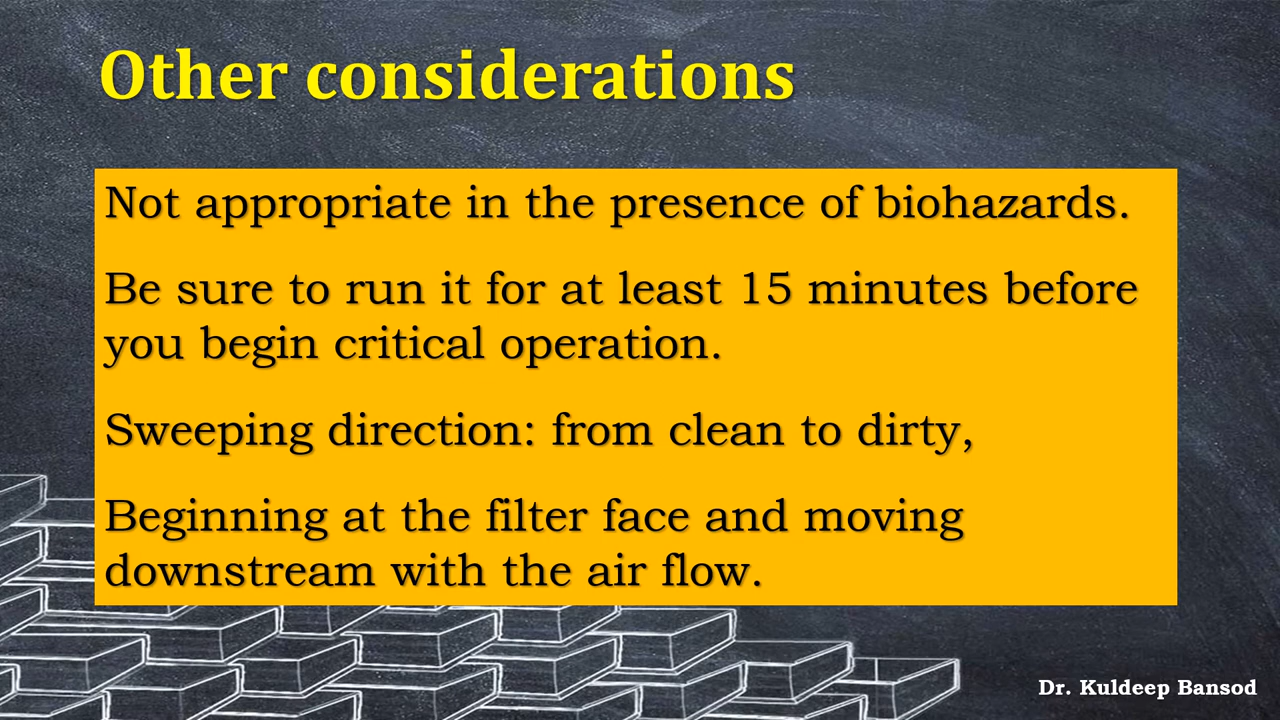 Other considerations
Not appropriate in the presence of biohazards.
Be sure to run it for at least 15 minutes before
you begin critical operation.
Sweeping direction: from clean to dirty,
Beginning at the filter face and moving
downstream with the air flow.
Dr. Kuldeep Bansod